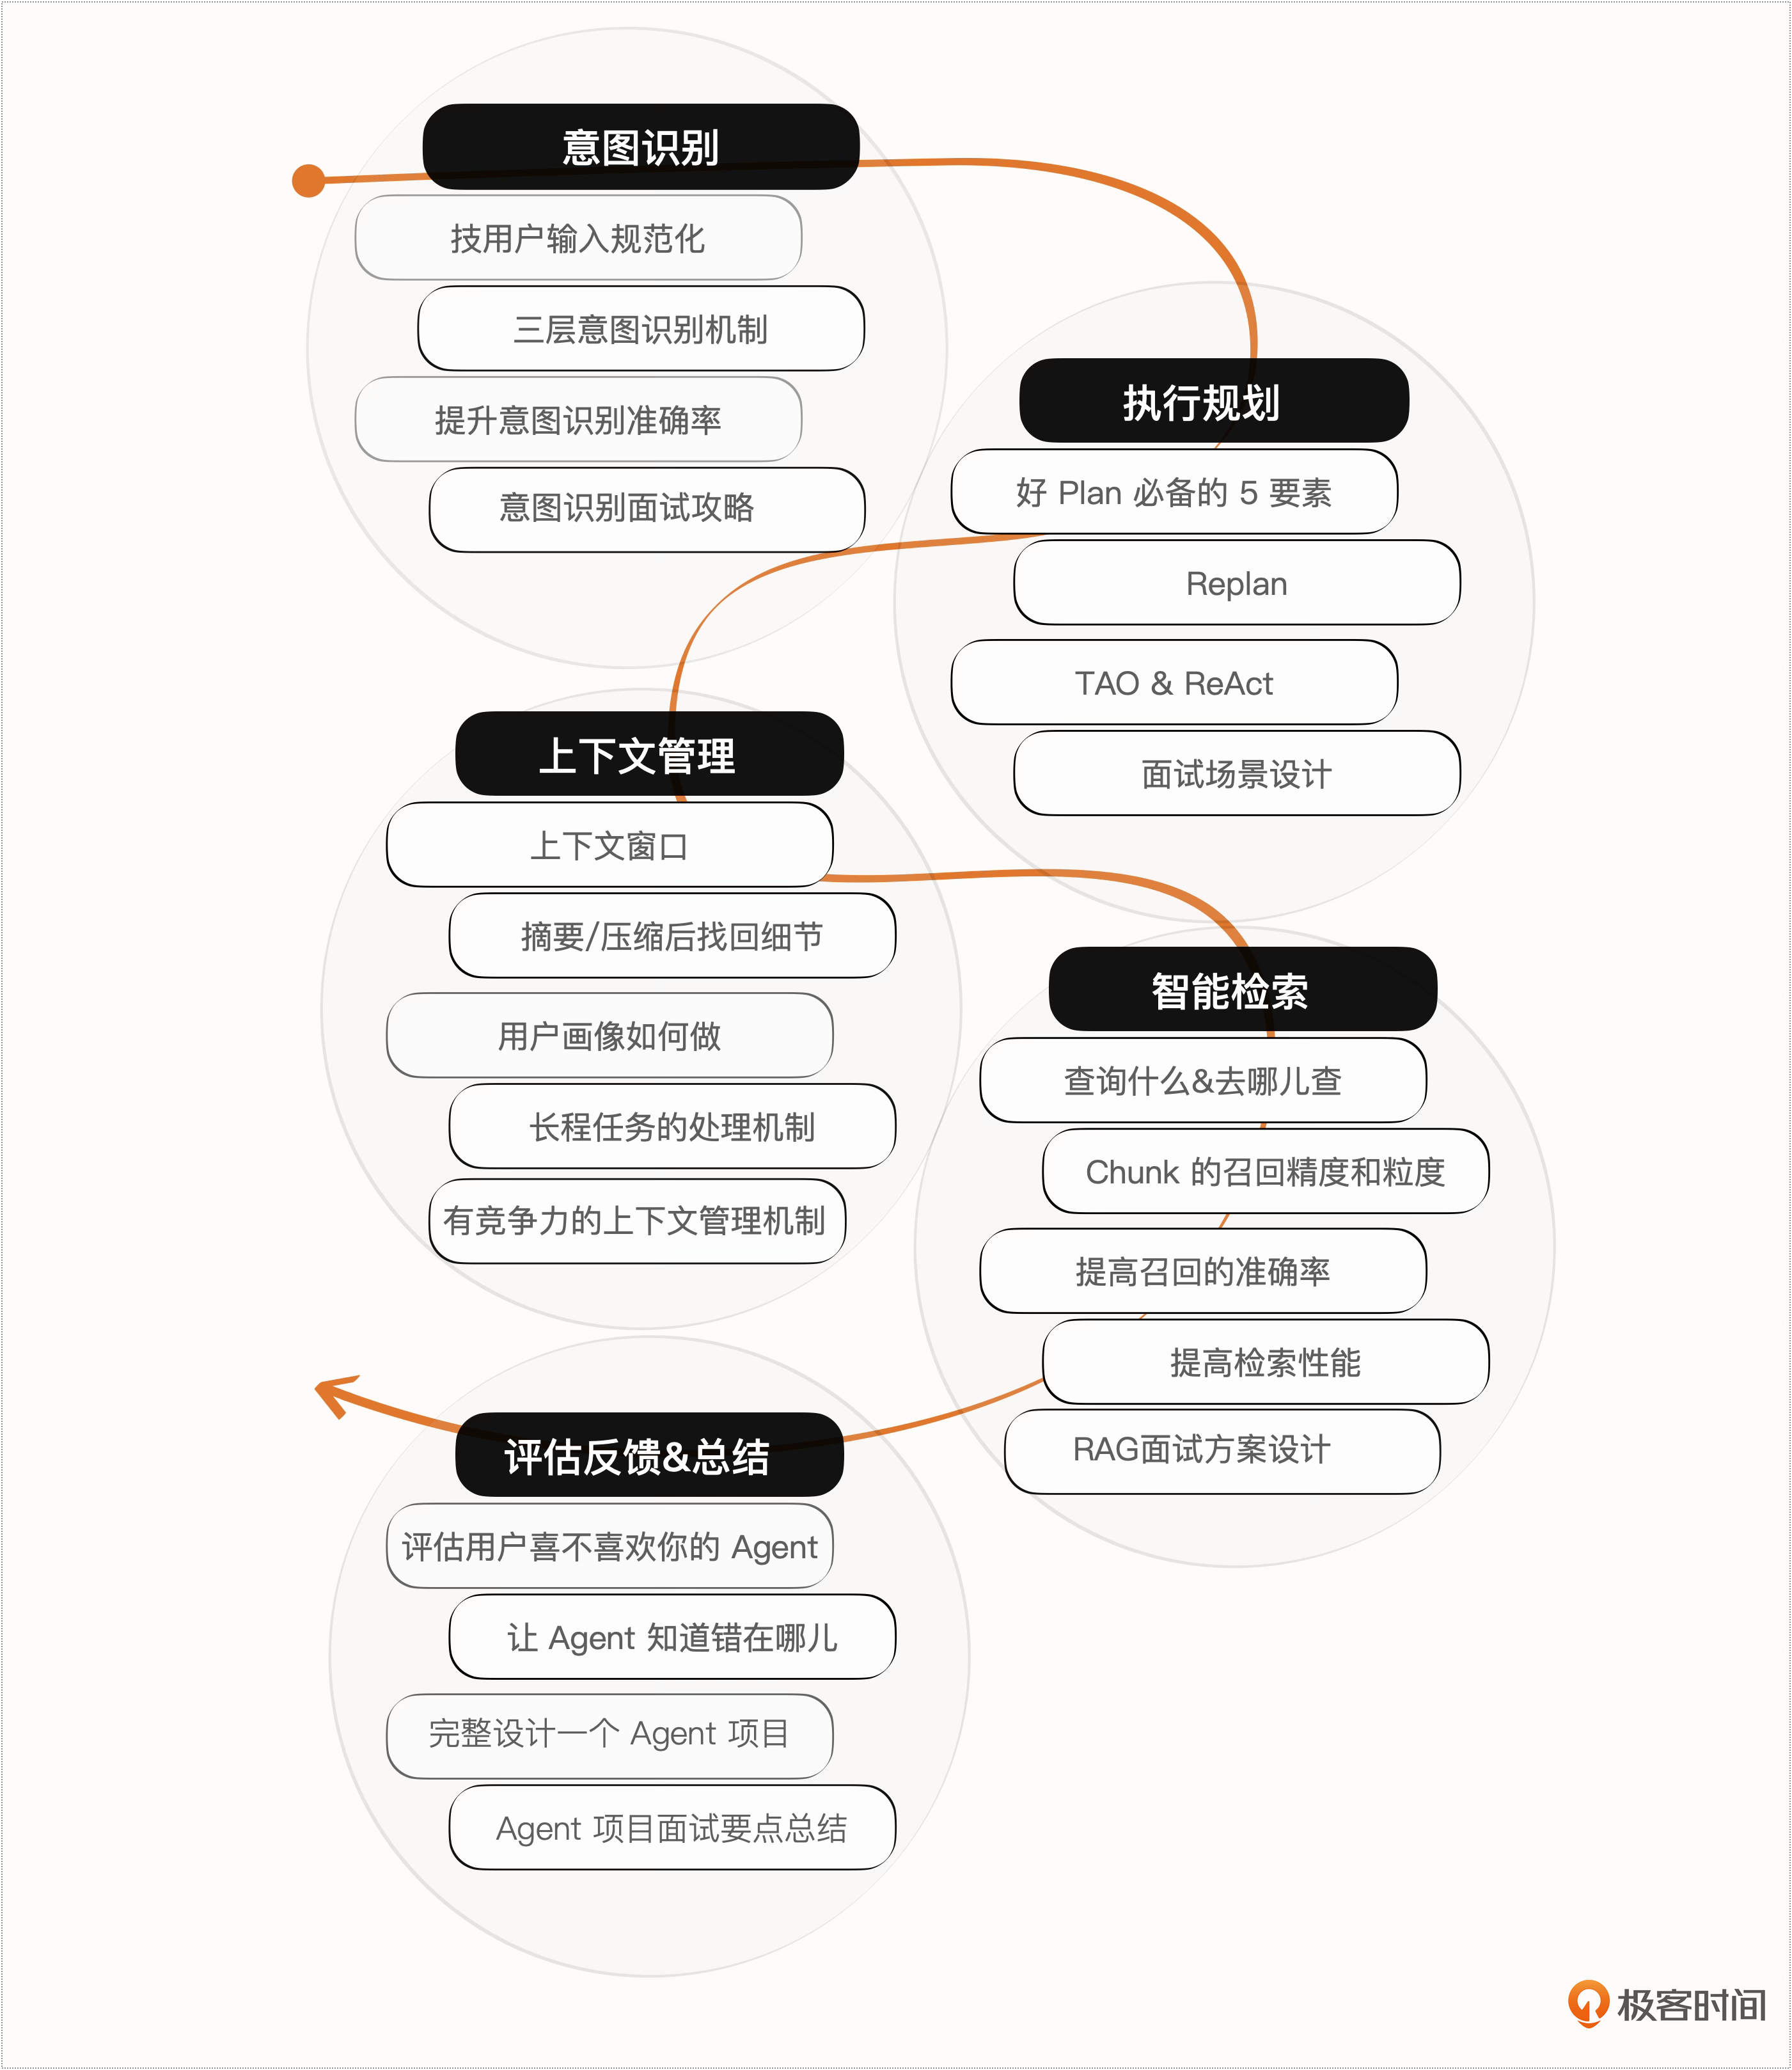 意图识别
技用户输入规范化
三层意图识别机制
提升意图识别准确率
意图识别面试攻略
执行规划
好 Plan 必备的 5 要素
Replan
TAO & ReAct
面试场景设计
上下文管理
上下文窗口
摘要/压缩后找回细节
用户画像如何做
长程任务的处理机制
有竞争力的上下文管理机制
智能检索
查询什么&去哪儿查
Chunk 的召回精度和粒度
提高召回的准确率
提高检索性能
RAG面试方案设计
评估反馈&总结
评估用户喜不喜欢你的 Agent
让 Agent 知道错在哪儿
完整设计一个 Agent 项目
Agent 项目面试要点总结
极客时间